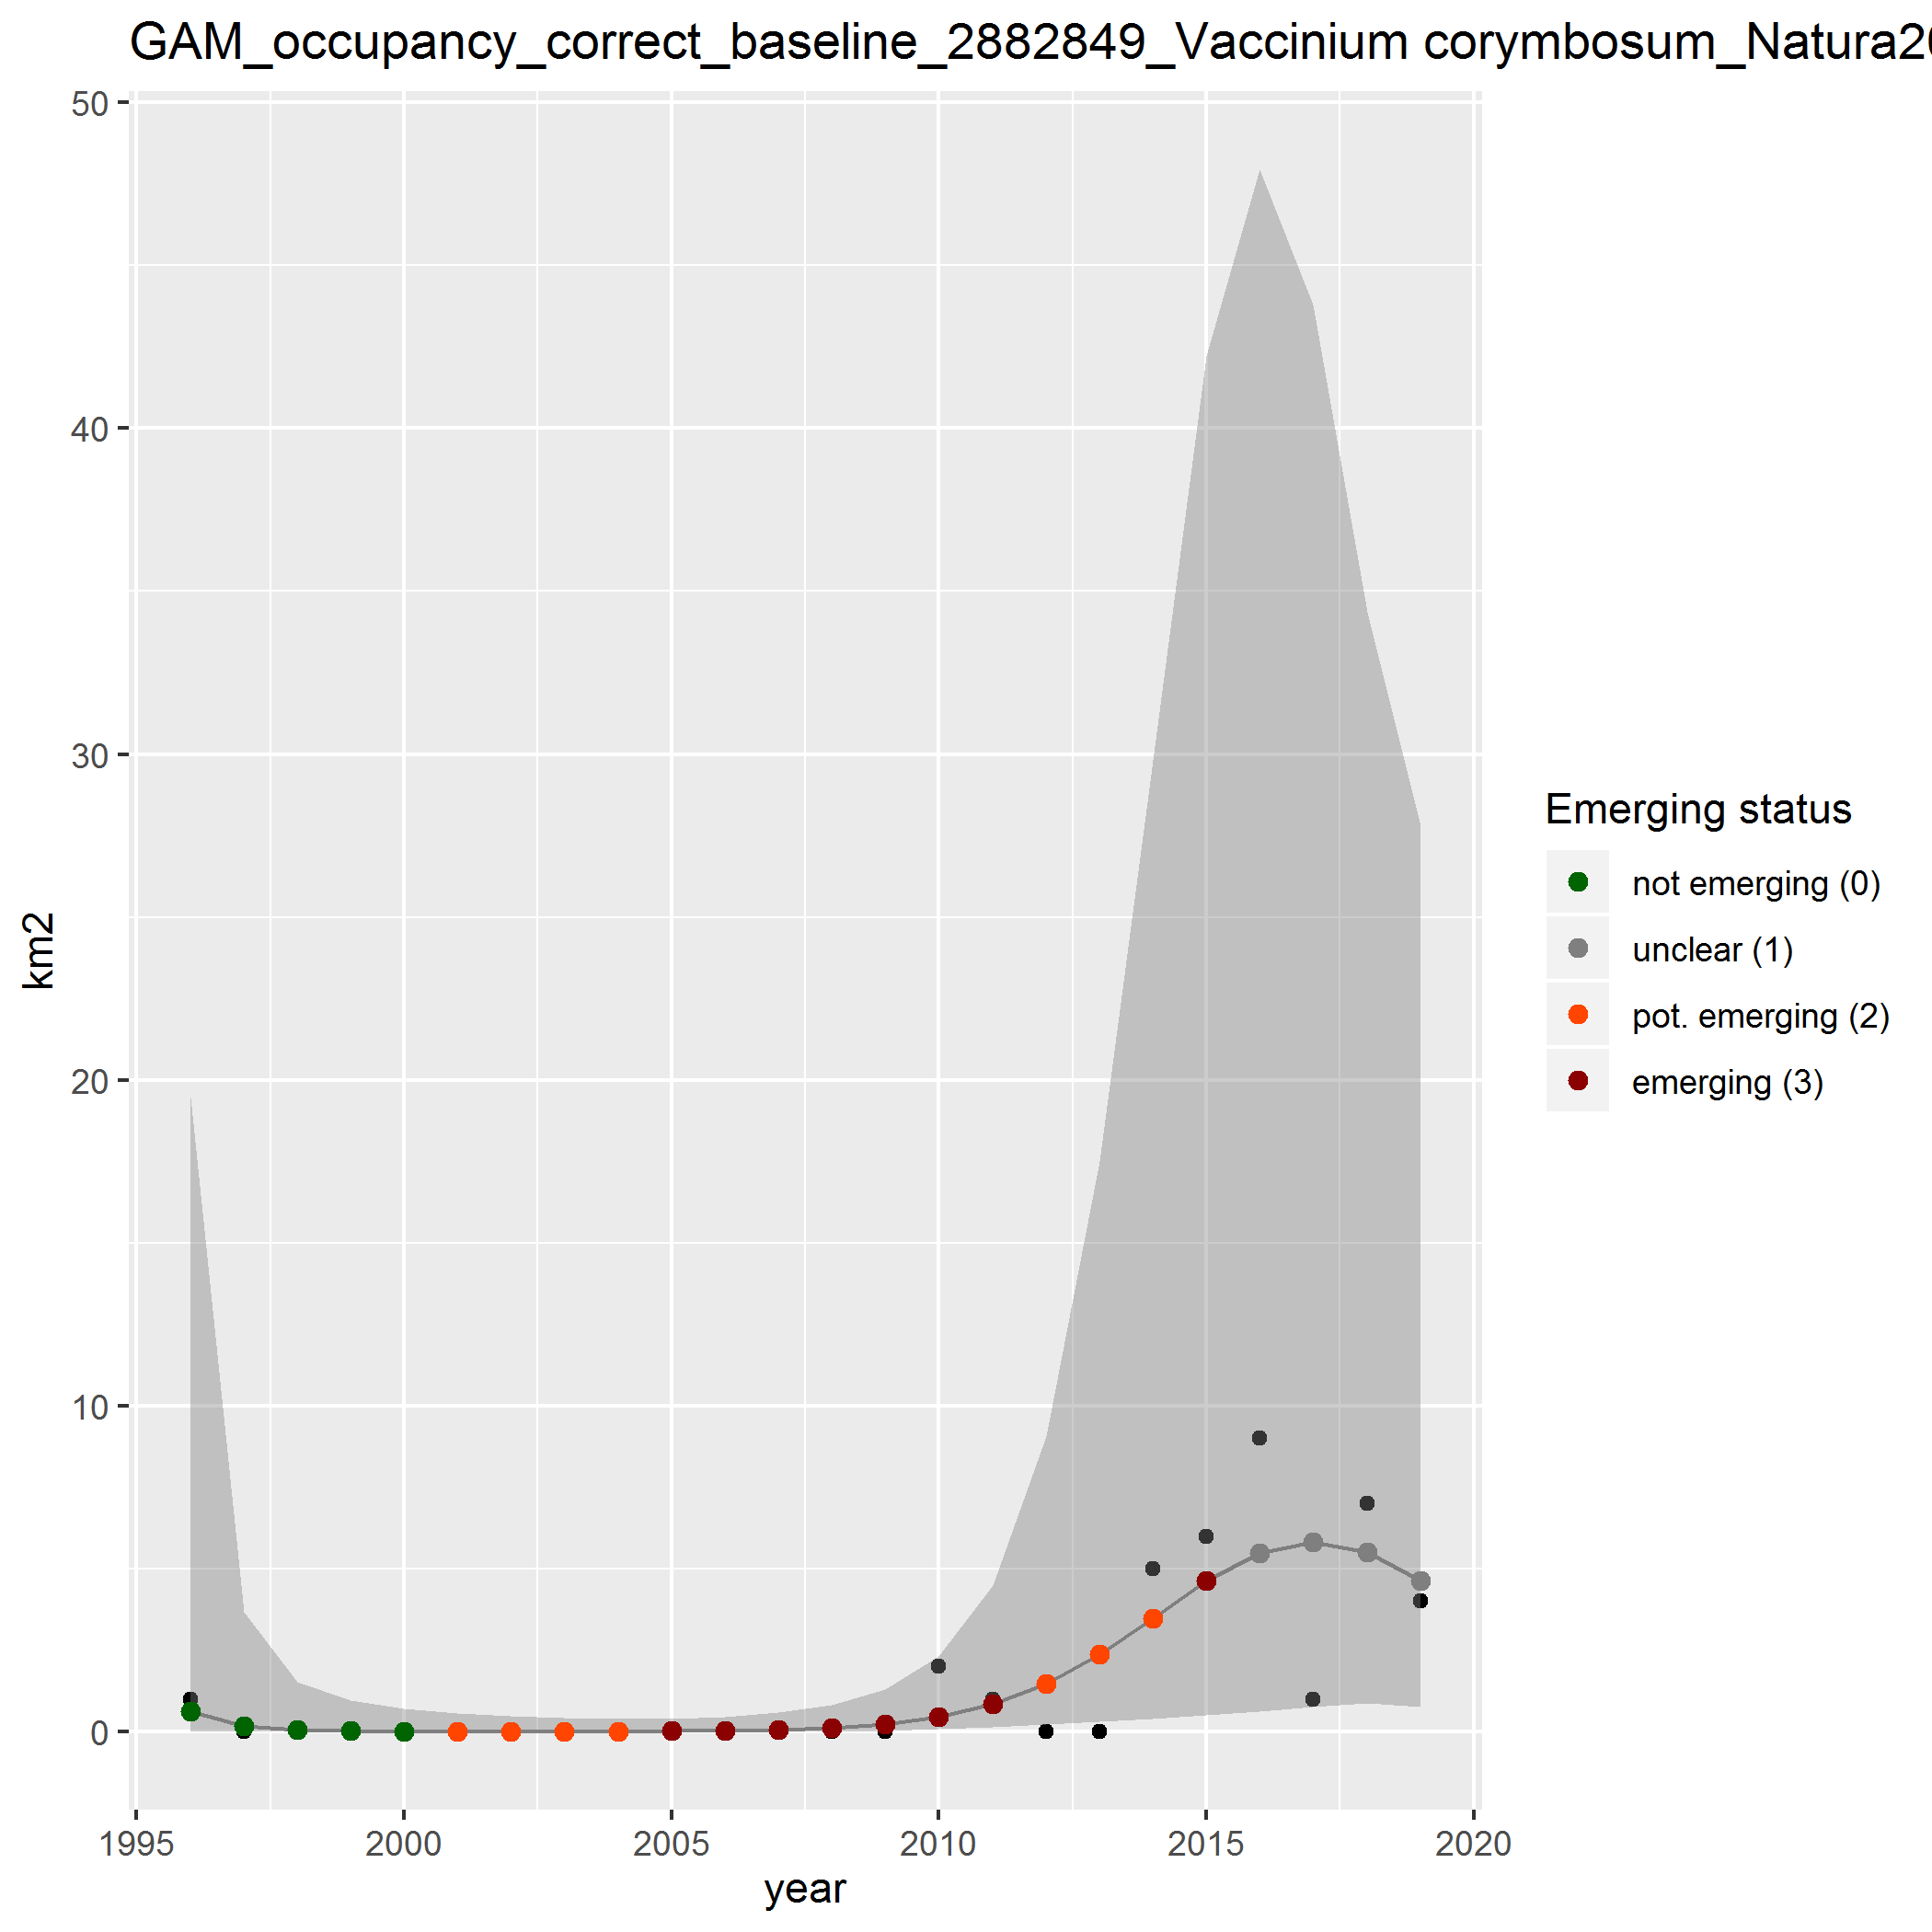 GAM_occupancy_correct_baseline_2882849_Vaccinium corymbosum_Natura20
50
40
30
20
10
0
km2
1995 2000 2005 2010 2015 2020
year
Emerging status
not emerging (0)
unclear (1)
pot. emerging (2)
emerging (3)